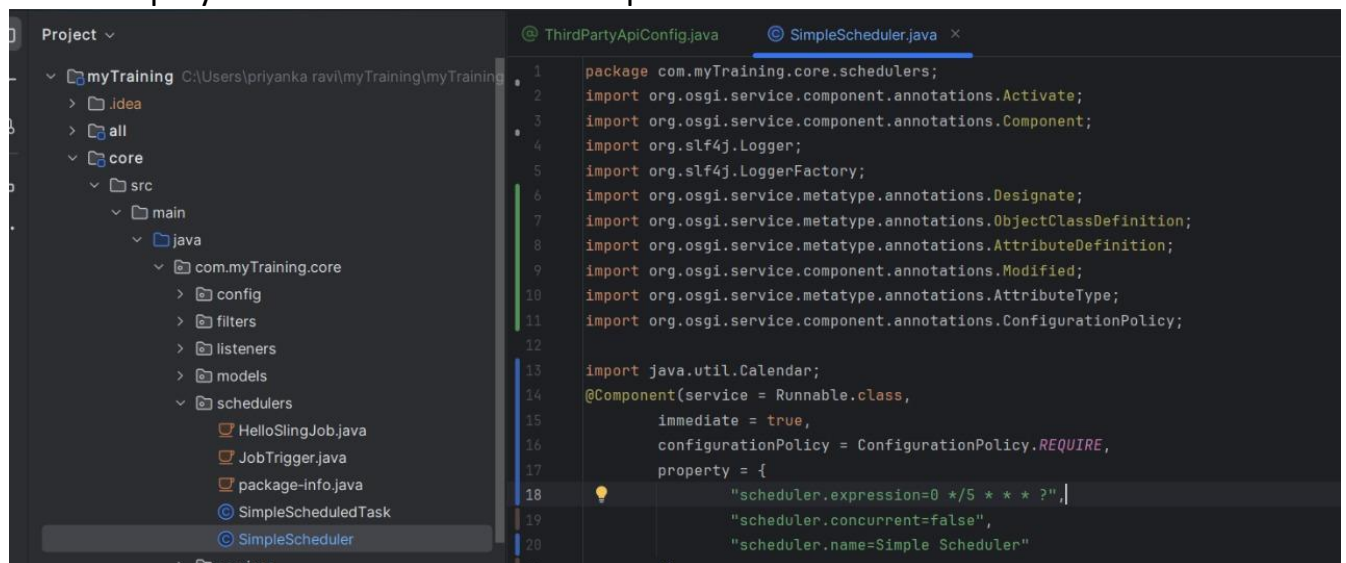 Project
myTraining C:\Users\priyanka ravi\myTraining\myTraining
.idea
all
core
src
main
java
com.myTraining.core
config
filters
listeners
models
schedulers
HelloSlingJob.java
JobTrigger.java
package-info.java
SimpleScheduledTask
SimpleScheduler
ThirdPartyApiConfig.java
SimpleScheduler.java
1 package com.myTraining.core.schedulers;
2 import org.osgi.service.component.annotations.Activate;
3 import org.osgi.service.component.annotations.Component;
4 import org.slf4j.Logger;
5 import org.slf4j.LoggerFactory;
6 import org.osgi.service.metatype.annotations.Designate;
7 import org.osgi.service.metatype.annotations.ObjectClassDefinition;
8 import org.osgi.service.metatype.annotations.AttributeDefinition;
9 import org.osgi.service.component.annotations.Modified;
10 import org.osgi.service.metatype.annotations.AttributeType;
11 import org.osgi.service.component.annotations.ConfigurationPolicy;
12
13 import java.util.Calendar;
14 @Component(service = Runnable.class,
15 immediate = true,
16 configurationPolicy = ConfigurationPolicy.REQUIRE,
17 property = {
18 "scheduler.expression=0 */5 * * * ?",
19 "scheduler.concurrent=false",
20 "scheduler.name=Simple Scheduler"